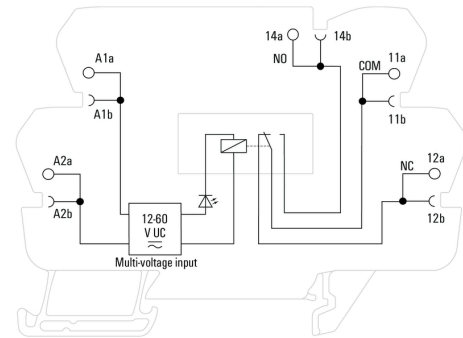 14a
14b
NO
A1a
A1b
COM
11a
11b
A2a
A2b
NC
12a
12b
12-60
V UC
Multi-voltage input